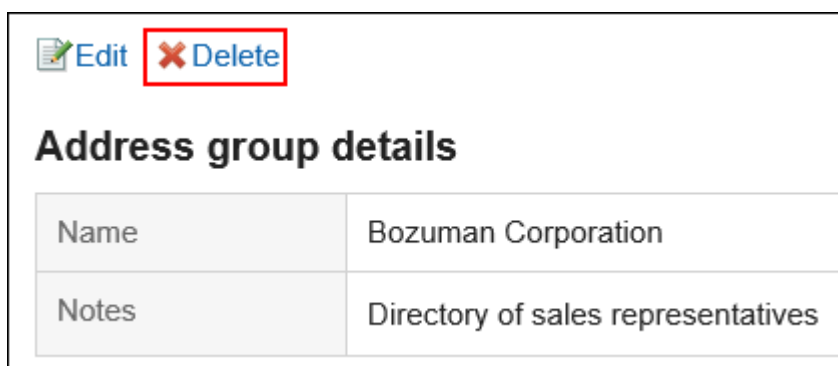 Edit Delete
Address group details
Name Bozuman Corporation
Notes Directory of sales representatives